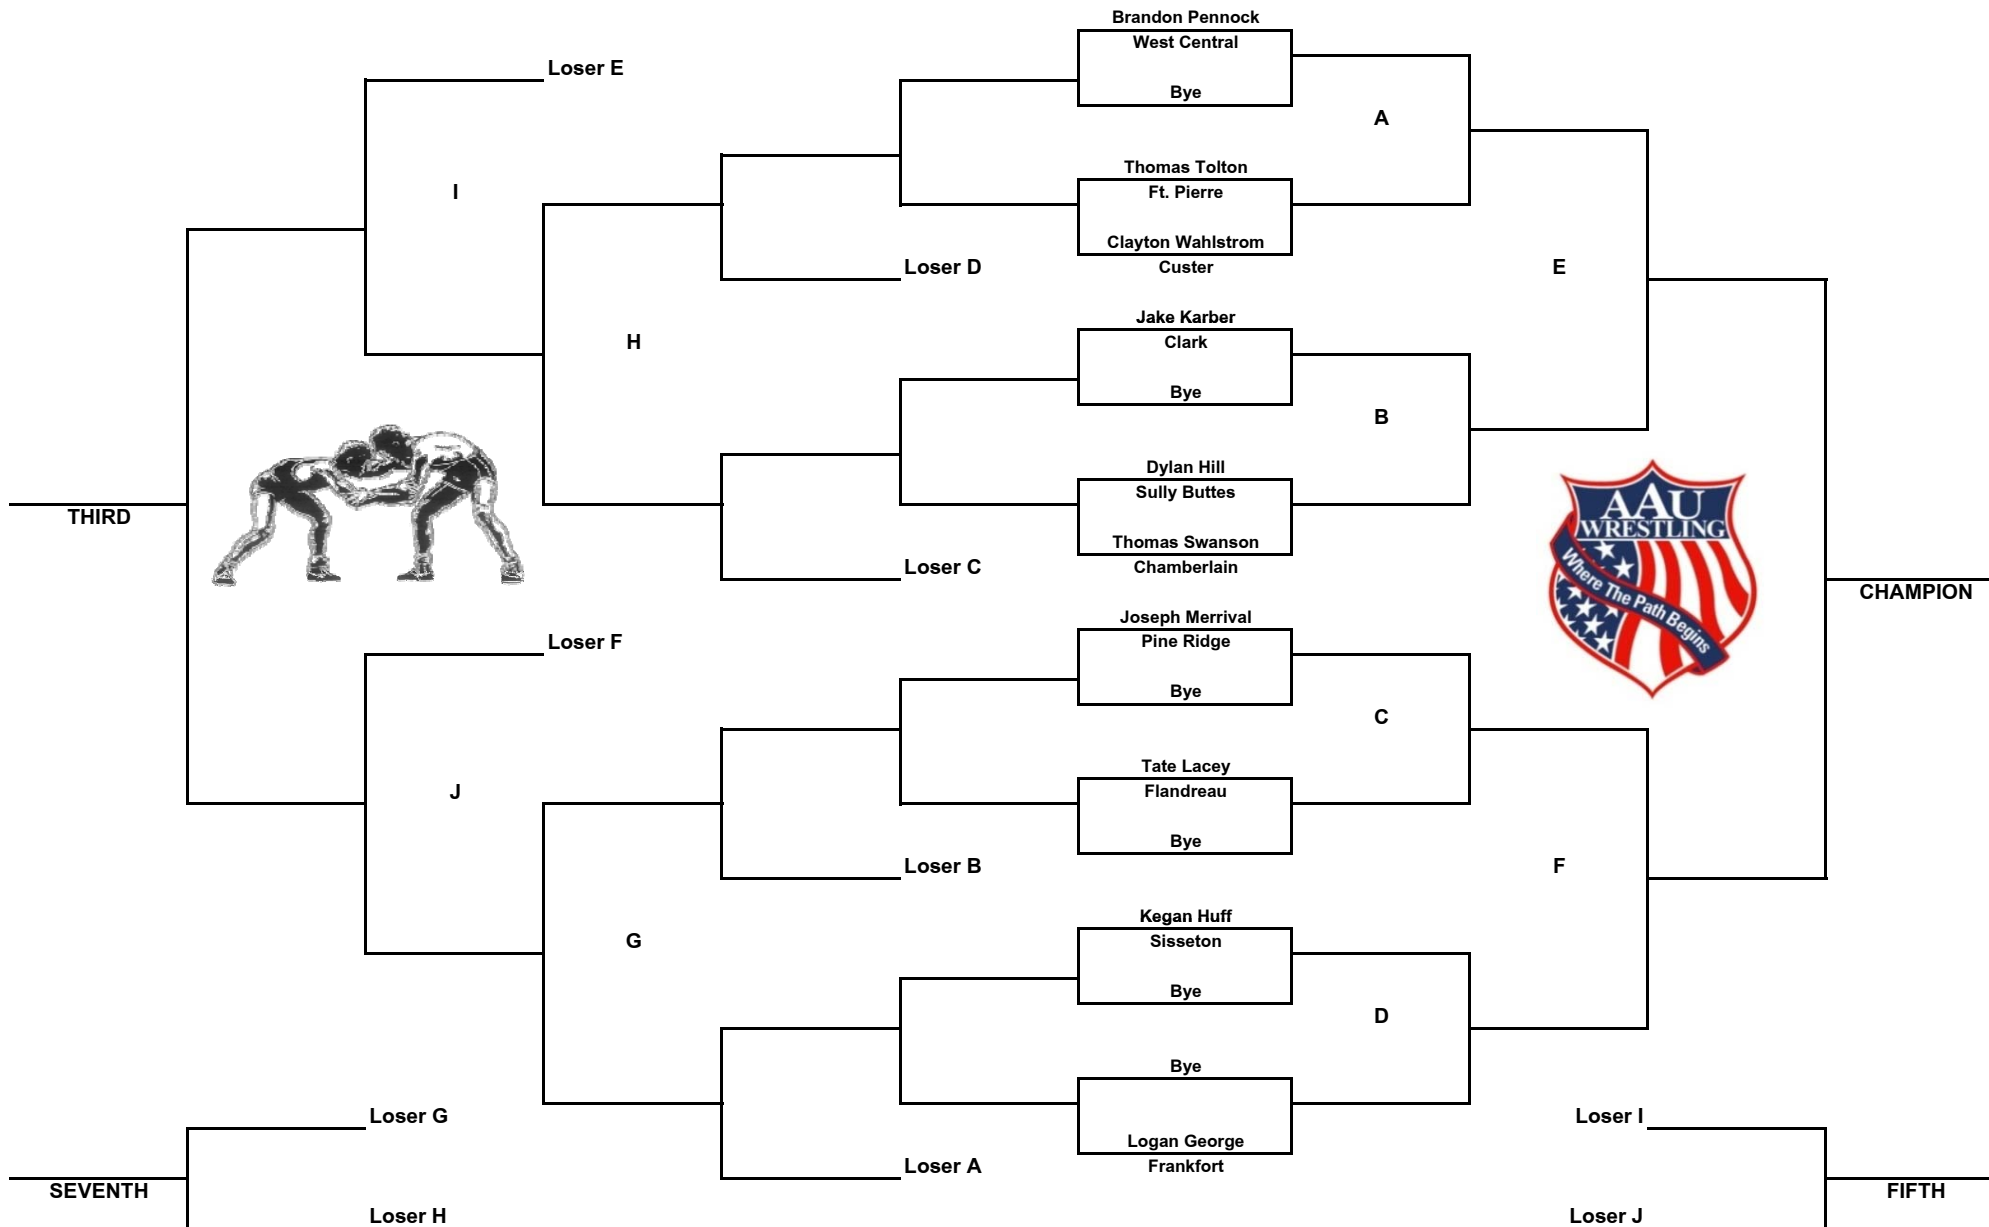 Brandon Pennock
West Central
Loser E
Bye
A
Thomas Tolton
I
Ft. Pierre
Clayton Wahlstrom
Loser D
Custer
E
Jake Karber
H
Clark
Bye
B
Dylan Hill
Sully Buttes
AAU
WRESTLING
THIRD
Thomas Swanson
Loser C
Chamberlain
Where The Path Begins
CHAMPION
Joseph Merrival
Loser F
Pine Ridge
Bye
C
Tate Lacey
J
Flandreau
Bye
Loser B
F
Kegan Huff
G
Sisseton
Bye
D
Bye
Loser G
Loser I
Logan George
Loser A
Frankfort
SEVENTH
FIFTH
Loser H
Loser J